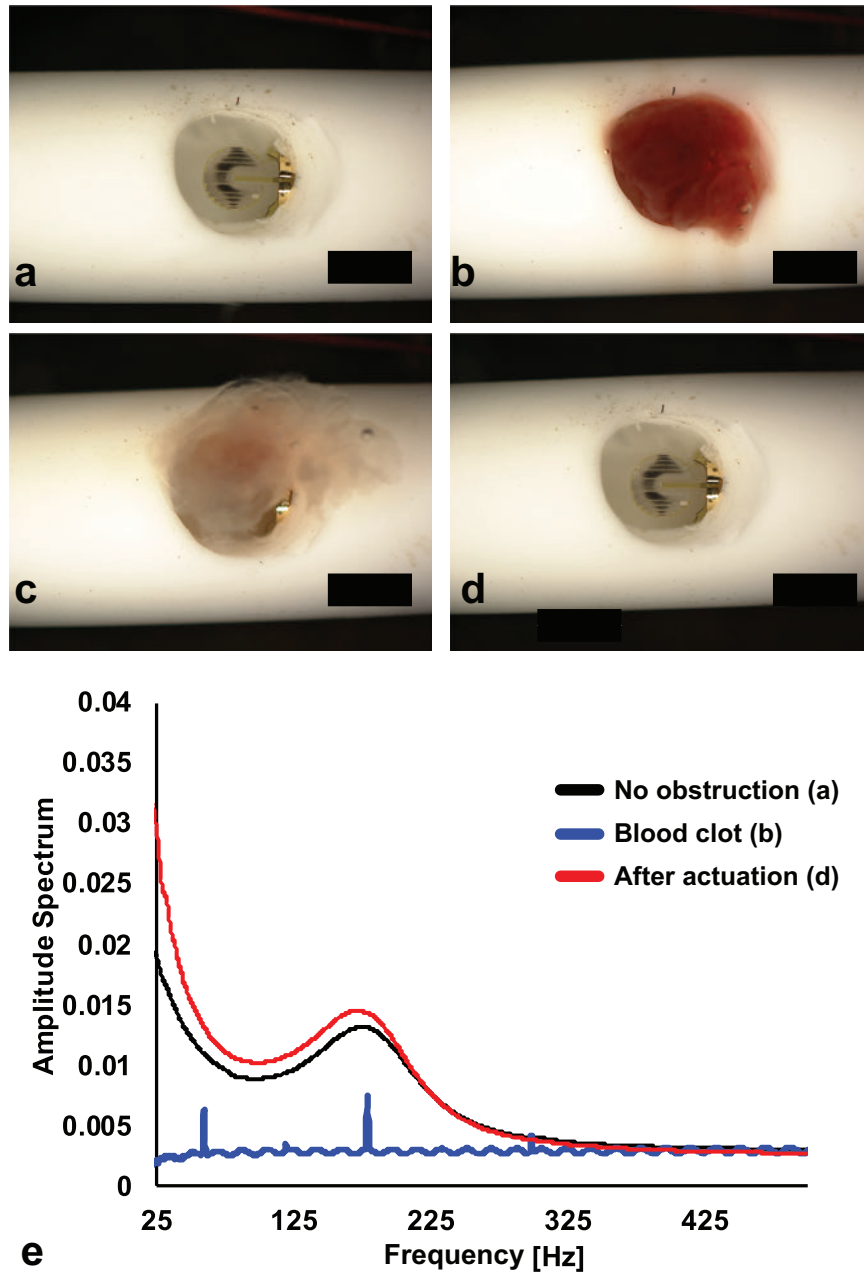 a
b
c
d
0.04
0.035
0.03
0.025
0.02
0.015
0.01
0.005
0
Amplitude Spectrum
No obstruction (a)
Blood clot (b)
After actuation (d)
25 125 225 325 425
Frequency [Hz]
e